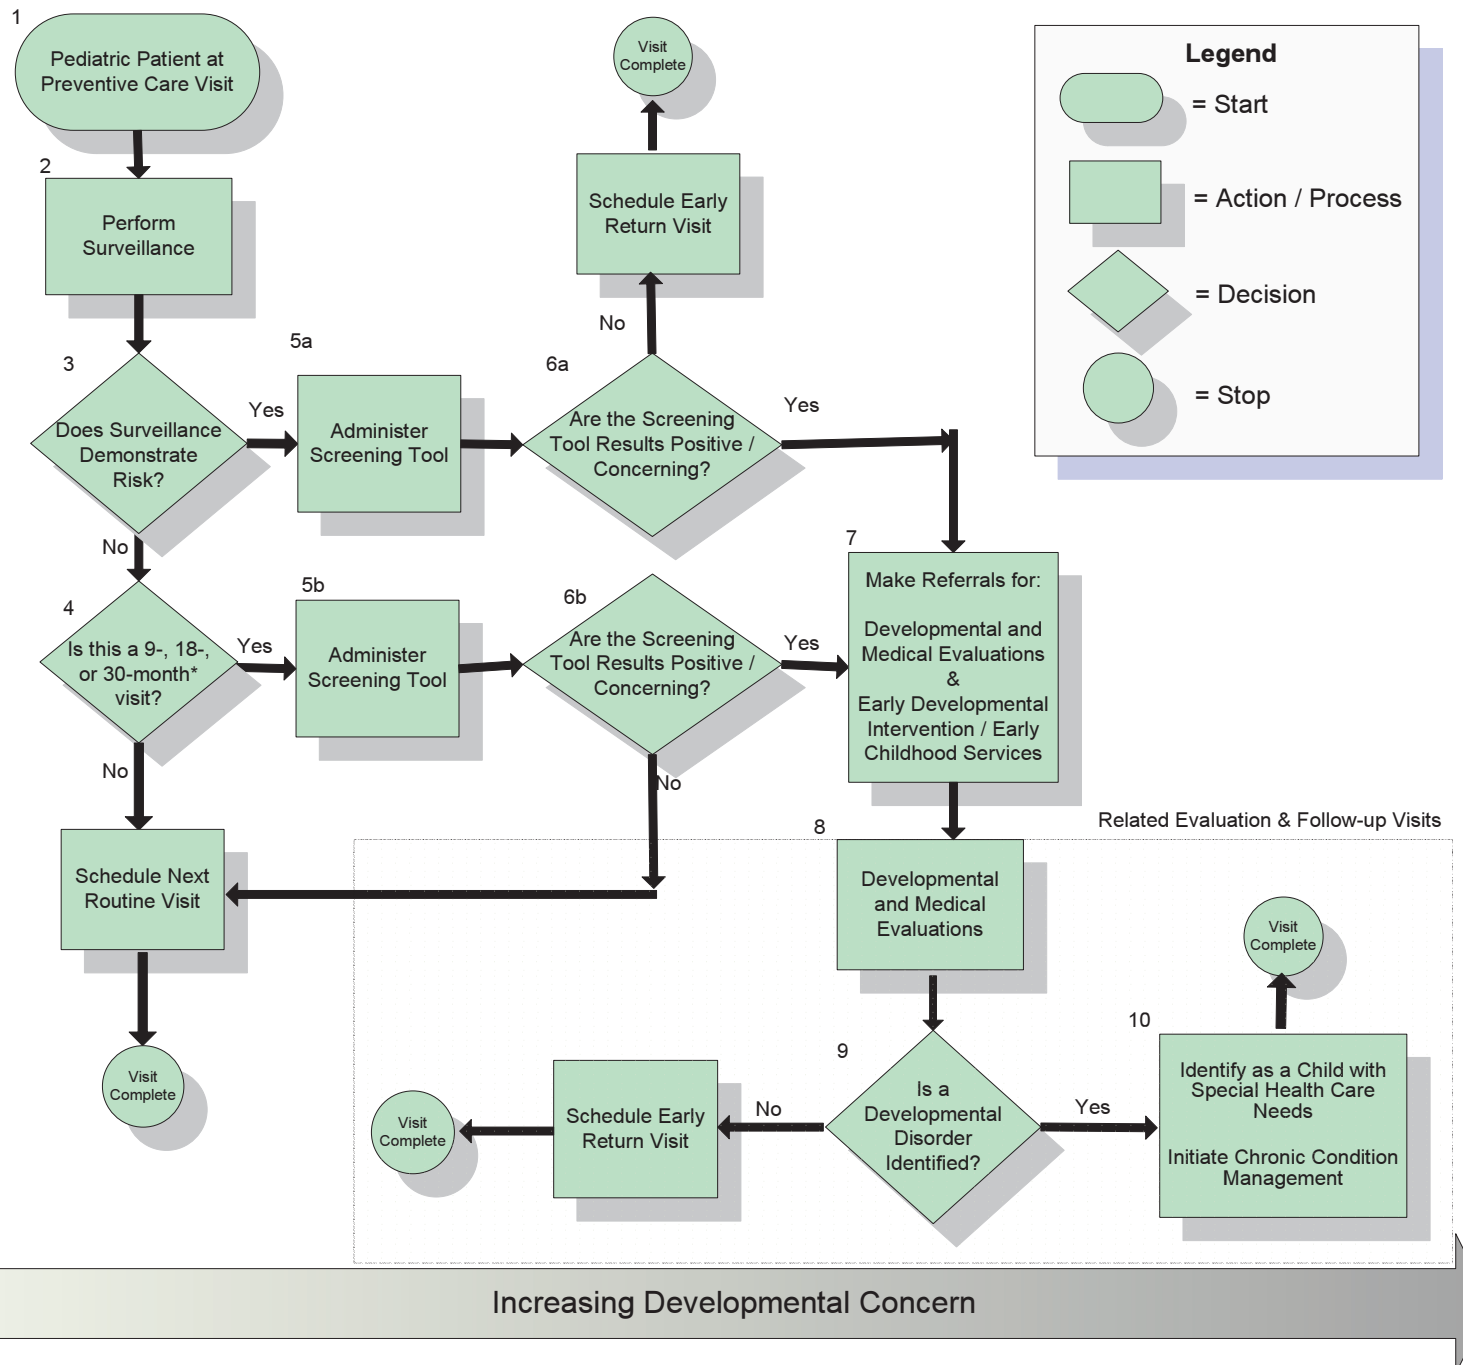 1
Pediatric Patient at
Preventive Care Visit
2
Perform
Surveillance
3
Does Surveillance
Demonstrate
Risk?
Yes
No
5a
Administer
Screening Tool
6a
Are the Screening
Tool Results Positive /
Concerning?
No
Yes
Schedule Early
Return Visit
Visit
Complete
4
Is this a 9-, 18-,
or 30-month*
visit?
Yes
No
5b
Administer
Screening Tool
6b
Are the Screening
Tool Results Positive /
Concerning?
Yes
No
7
Make Referrals for:
Developmental and
Medical Evaluations
&
Early Developmental
Intervention / Early
Childhood Services
Schedule Next
Routine Visit
Visit
Complete
Related Evaluation & Follow-up Visits
8
Developmental
and Medical
Evaluations
9
Is a
Developmental
Disorder
Identified?
No
Yes
Schedule Early
Return Visit
Visit
Complete
10
Identify as a Child with
Special Health Care
Needs
Initiate Chronic Condition
Management
Visit
Complete
Legend
= Start
= Action / Process
= Decision
= Stop
Increasing Developmental Concern